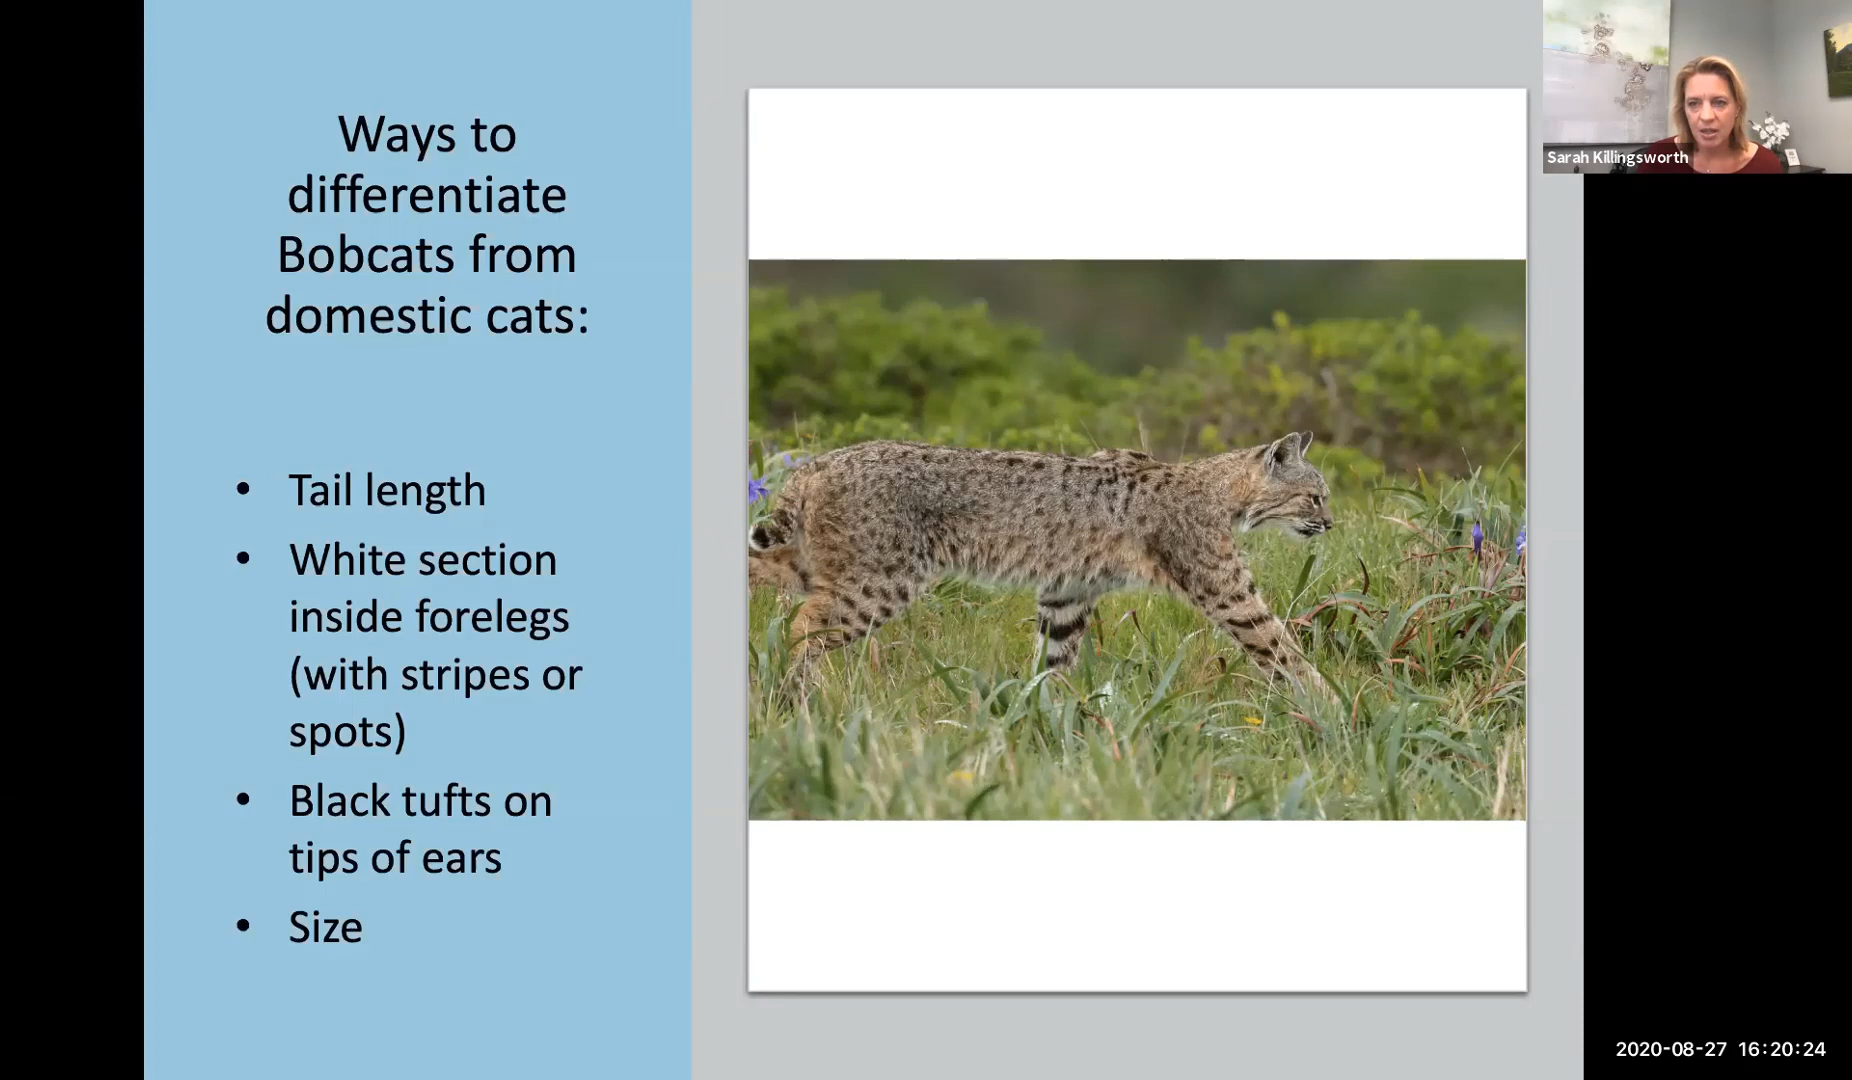 Ways to
differentiate
Bobcats from
domestic cats:
• Tail length
• White section
inside forelegs
(with stripes or
spots)
• Black tufts on
tips of ears
• Size
Sarah Killingsworth
2020-08-27 16:20:24